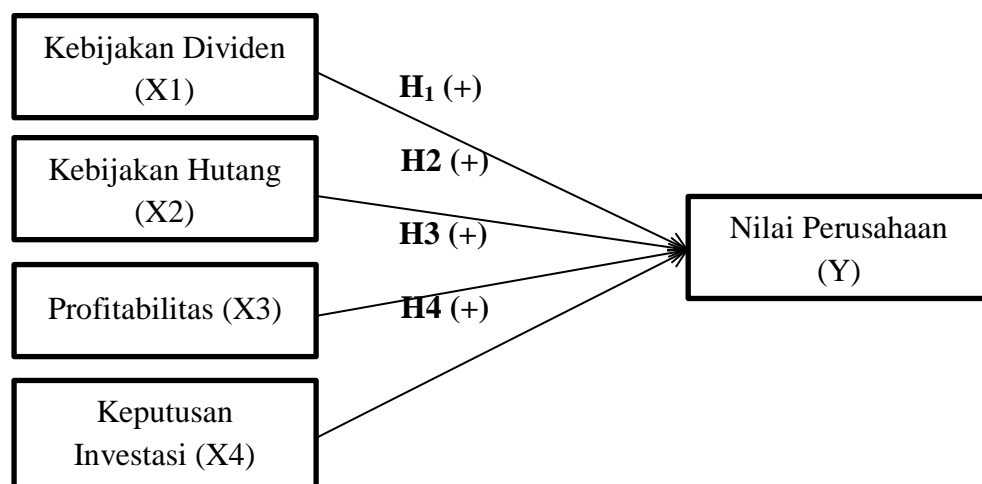 Kebijakan Dividen
(X1)
H₁ (+)
Kebijakan Hutang
(X2)
H2 (+)
H3 (+)
Profitabilitas (X3)
H4 (+)
Keputusan
Investasi (X4)
Nilai Perusahaan
(Y)